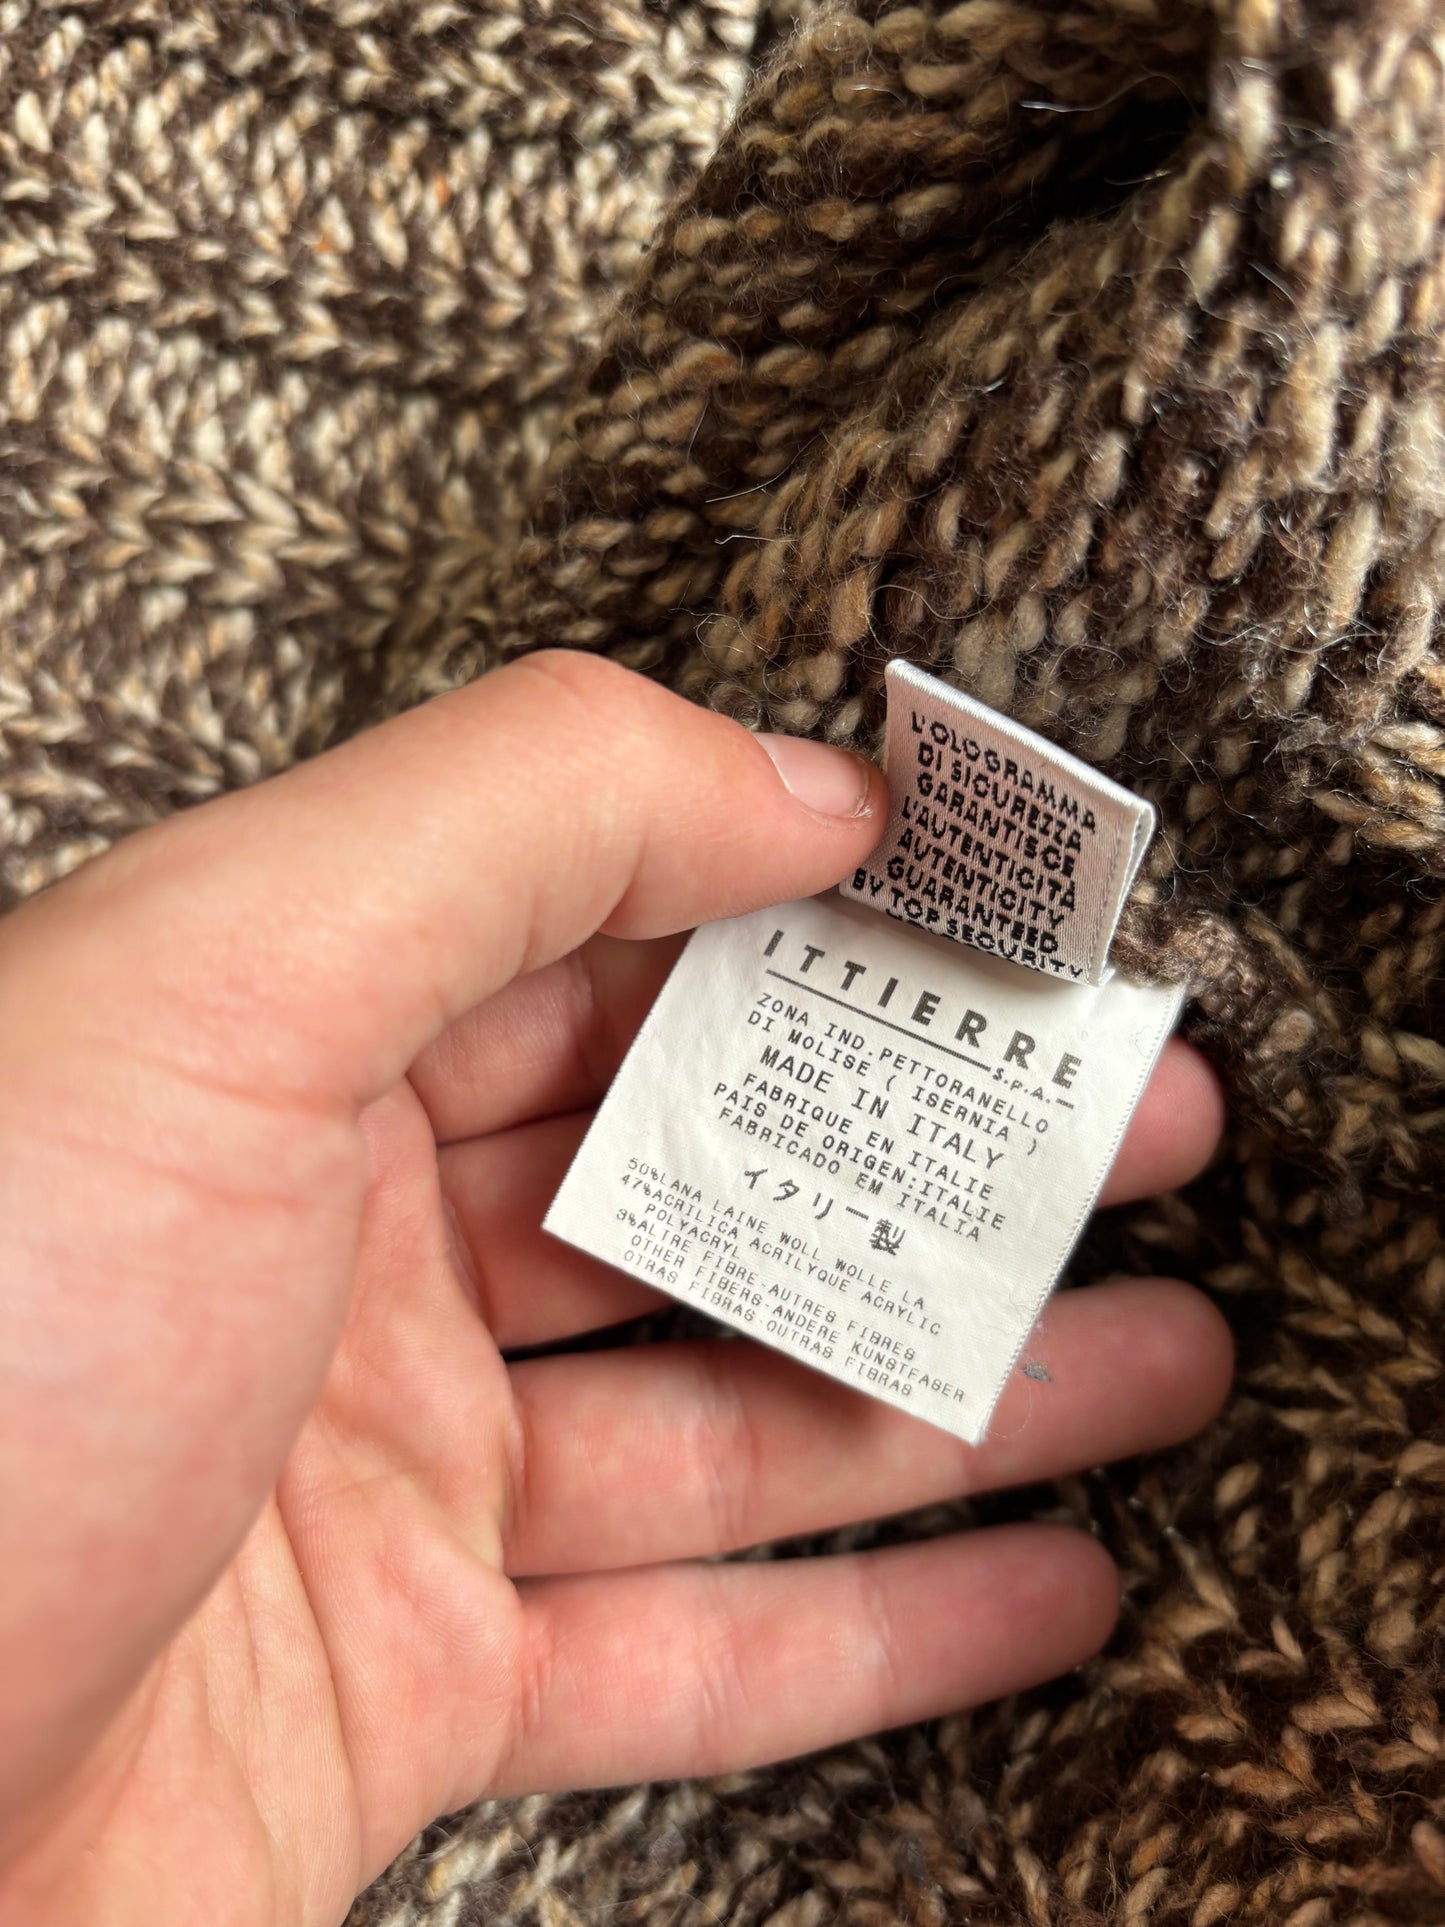 L'OLOGRAMMA
DI SICUREZZA
GARANTISCE
L'AUTENTICITÀ
AUTENTICITY
GUARANTEED
BY TOP SECURITY
ITTIERRE
S.P.A.
ZONA IND. PETTORANELLO
DI MOLISE ( ISERNIA )
MADE IN ITALY
FABRIQUE EN ITALIE
PAIS DE ORIGEN:ITALIE
FABRICADO EM ITALIA
イタリー製
50%LANA LAINE WOLL WOLLE LA
47%ACRILICA ACRILYQUE ACRYLIC
POLYACRYL
3%ALTRE FIBRE-AUTRES FIBRES
OTHER FIBERS-ANDERE KUNSTFASER
OTRAS FIBRAS-OUTRAS FIBRAS